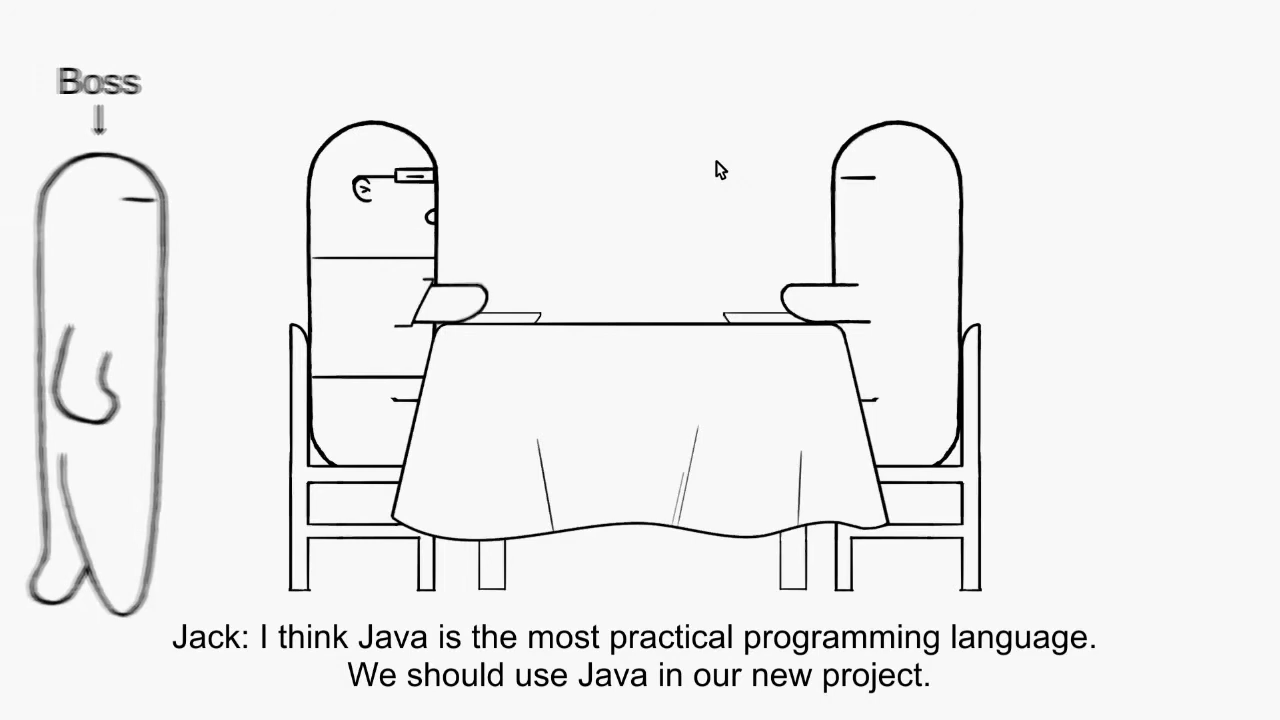 Boss
Jack: I think Java is the most practical programming language.
We should use Java in our new project.